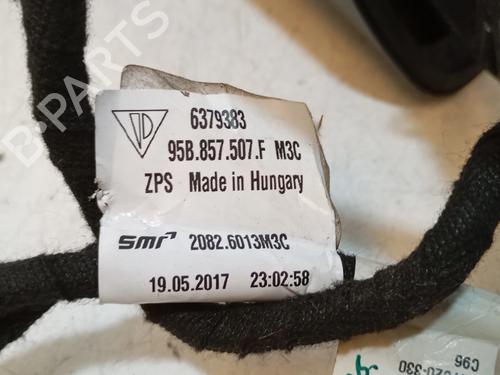 B-PARTS
6379383
95B.857.507.F M3C
ZPS Made in Hungary
smr 2082.6013M3C
19.05.2017 23:02:58
C96